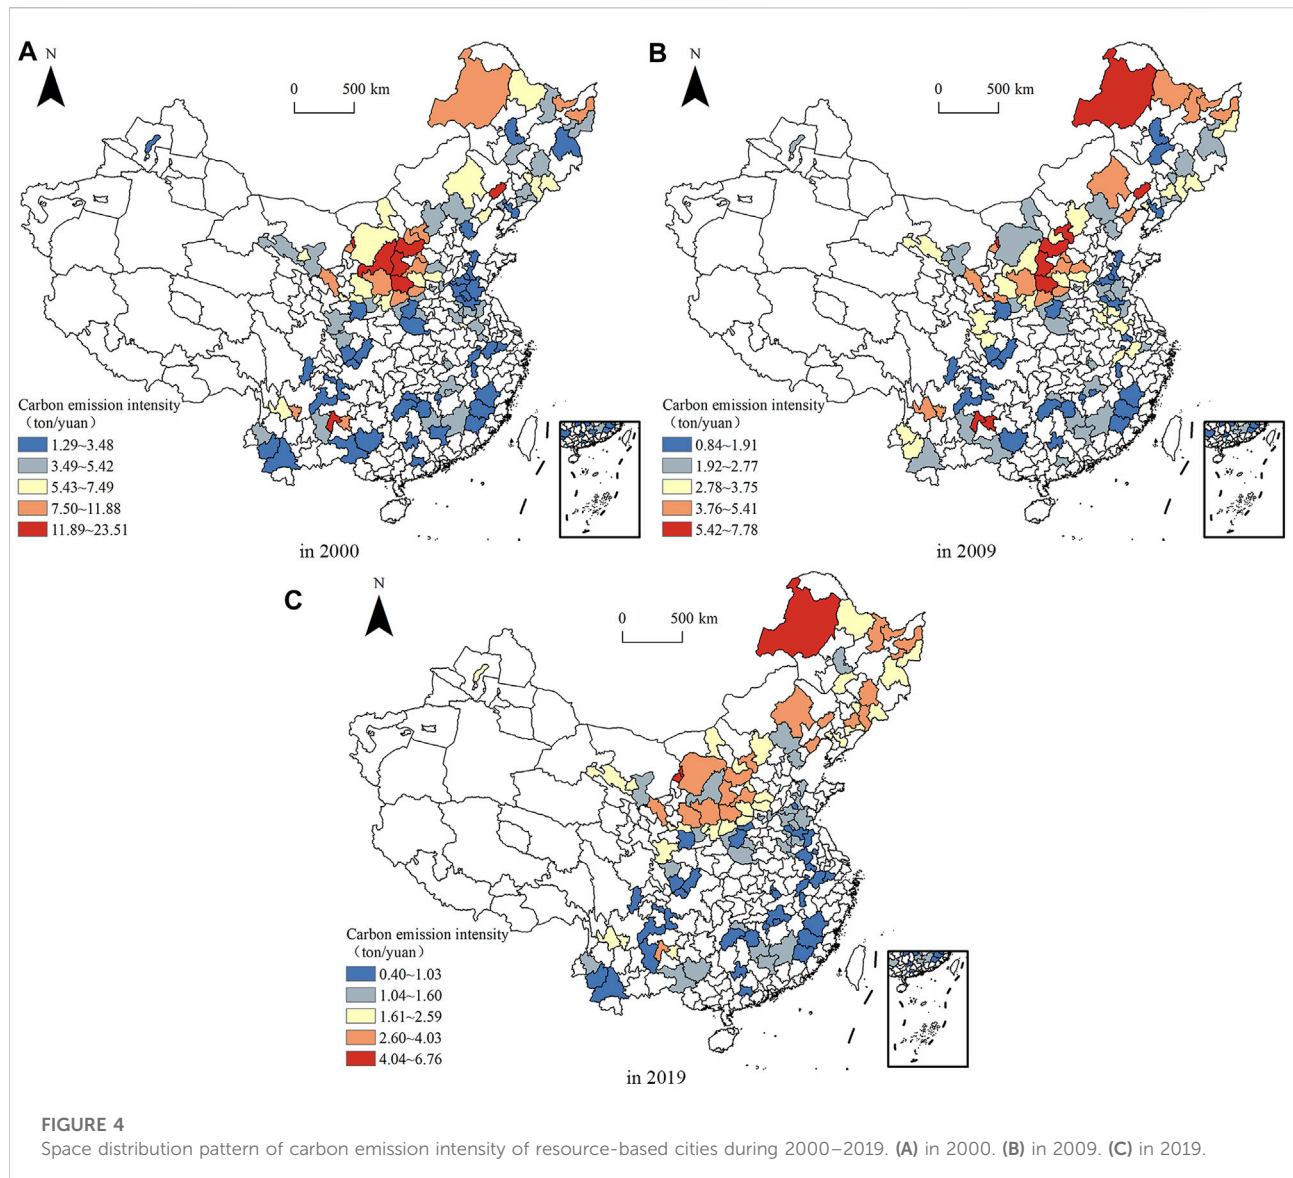 A
N
0 500 km
Carbon emission intensity
（ton/yuan）
1.29~3.48
3.49~5.42
5.43~7.49
7.50~11.88
11.89~23.51
in 2000
B
N
0 500 km
Carbon emission intensity
（ton/yuan）
0.84~1.91
1.92~2.77
2.78~3.75
3.76~5.41
5.42~7.78
in 2009
C
N
0 500 km
Carbon emission intensity
（ton/yuan）
0.40~1.03
1.04~1.60
1.61~2.59
2.60~4.03
4.04~6.76
in 2019
FIGURE 4
Space distribution pattern of carbon emission intensity of resource-based cities during 2000–2019. (A) in 2000. (B) in 2009. (C) in 2019.